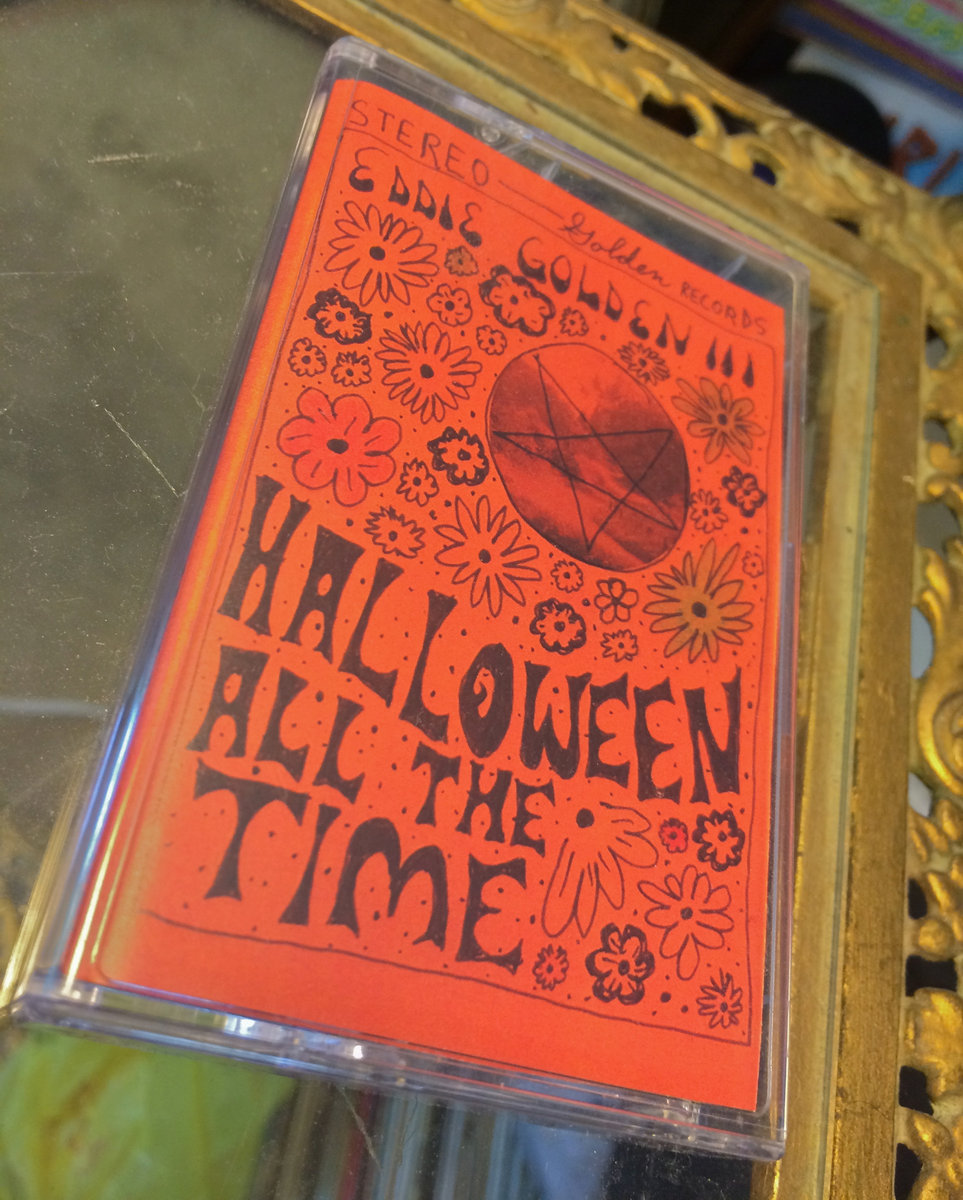 STEREO — Golden RECORDS
EDDIE GOLDEN III
HALLOWEEN
ALL THE
TIME